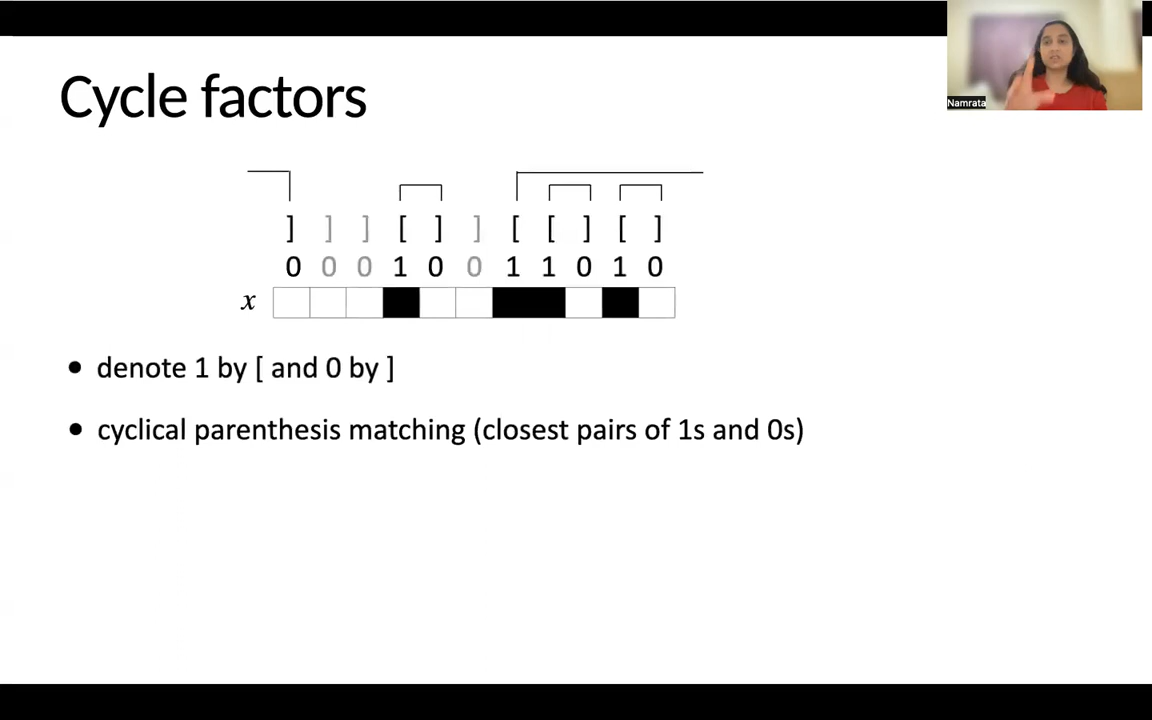 Cycle factors
Namrata
] ] ] [ ] ] [ [ ] [ ]
0 0 0 1 0 0 1 1 0 1 0
x
• denote 1 by [ and 0 by ]
• cyclical parenthesis matching (closest pairs of 1s and 0s)